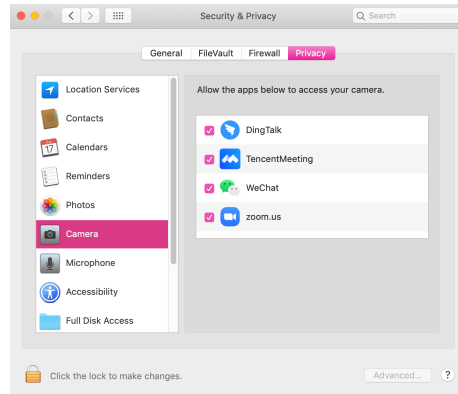 Security & Privacy
Search
General FileVault Firewall Privacy
Location Services
Contacts
JUL
17
Calendars
Reminders
Photos
Camera
Microphone
Accessibility
Full Disk Access
Allow the apps below to access your camera.
DingTalk
TencentMeeting
WeChat
zoom.us
Click the lock to make changes.
Advanced...
?